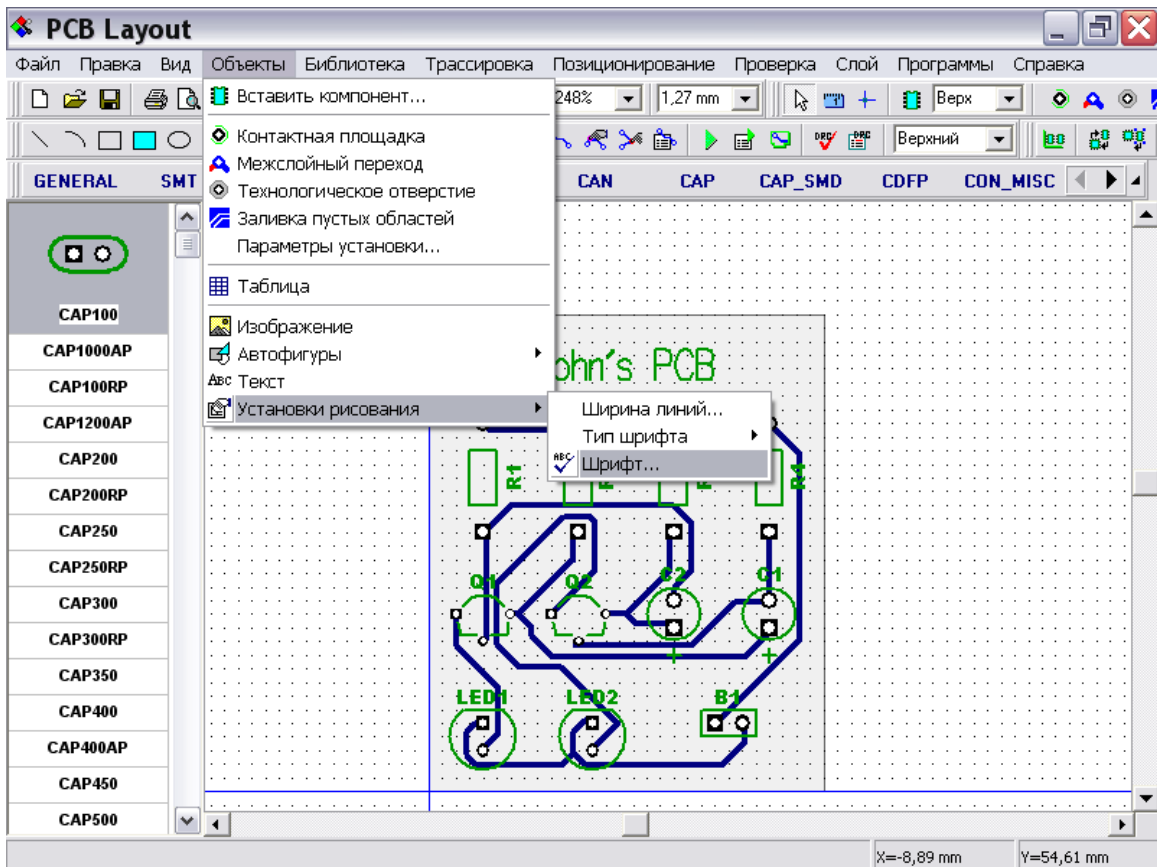 PCB Layout
Файл Правка Вид Объекты Библиотека Трассировка Позиционирование Проверка Слой Программы Справка
248% 1,27 mm Верх
Верхний
GENERAL SMT CAN CAP CAP_SMD CDFP CON_MISC
Вставить компонент...
Контактная площадка
Межслойный переход
Технологическое отверстие
Заливка пустых областей
Параметры установки...
Таблица
Изображение
Автофигуры
ABC Текст
Установки рисования
Ширина линий...
Тип шрифта
ABC Шрифт...
CAP100
CAP1000AP
CAP100RP
CAP1200AP
CAP200
CAP200RP
CAP250
CAP250RP
CAP300
CAP300RP
CAP350
CAP400
CAP400AP
CAP450
CAP500
ohn's PCB
R1 R4
Q1 Q2 C2 C1
+ +
LED1 LED2 B1
X=-8,89 mm Y=54,61 mm